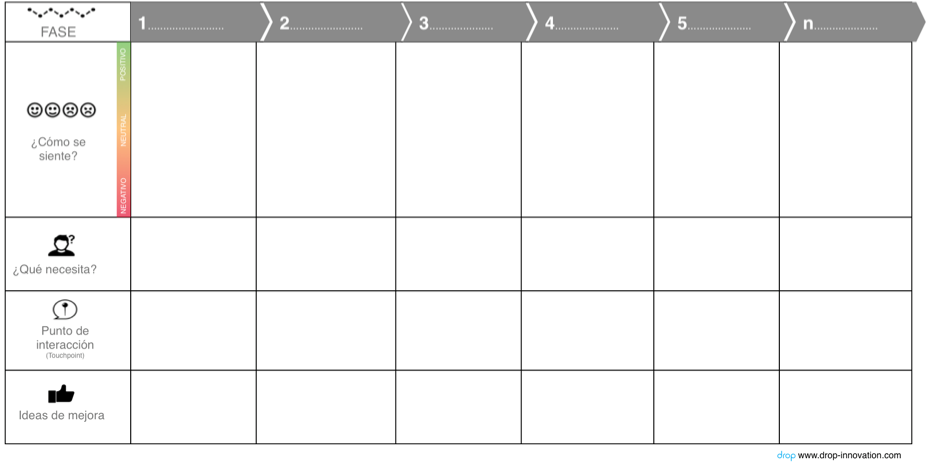 FASE
1........................
2........................
3.....................
4........................
5.....................
n.....................
POSITIVO
NEUTRAL
NEGATIVO
¿Cómo se
siente?
¿Qué necesita?
Punto de
interacción
(Touchpoint)
Ideas de mejora
drop www.drop-innovation.com